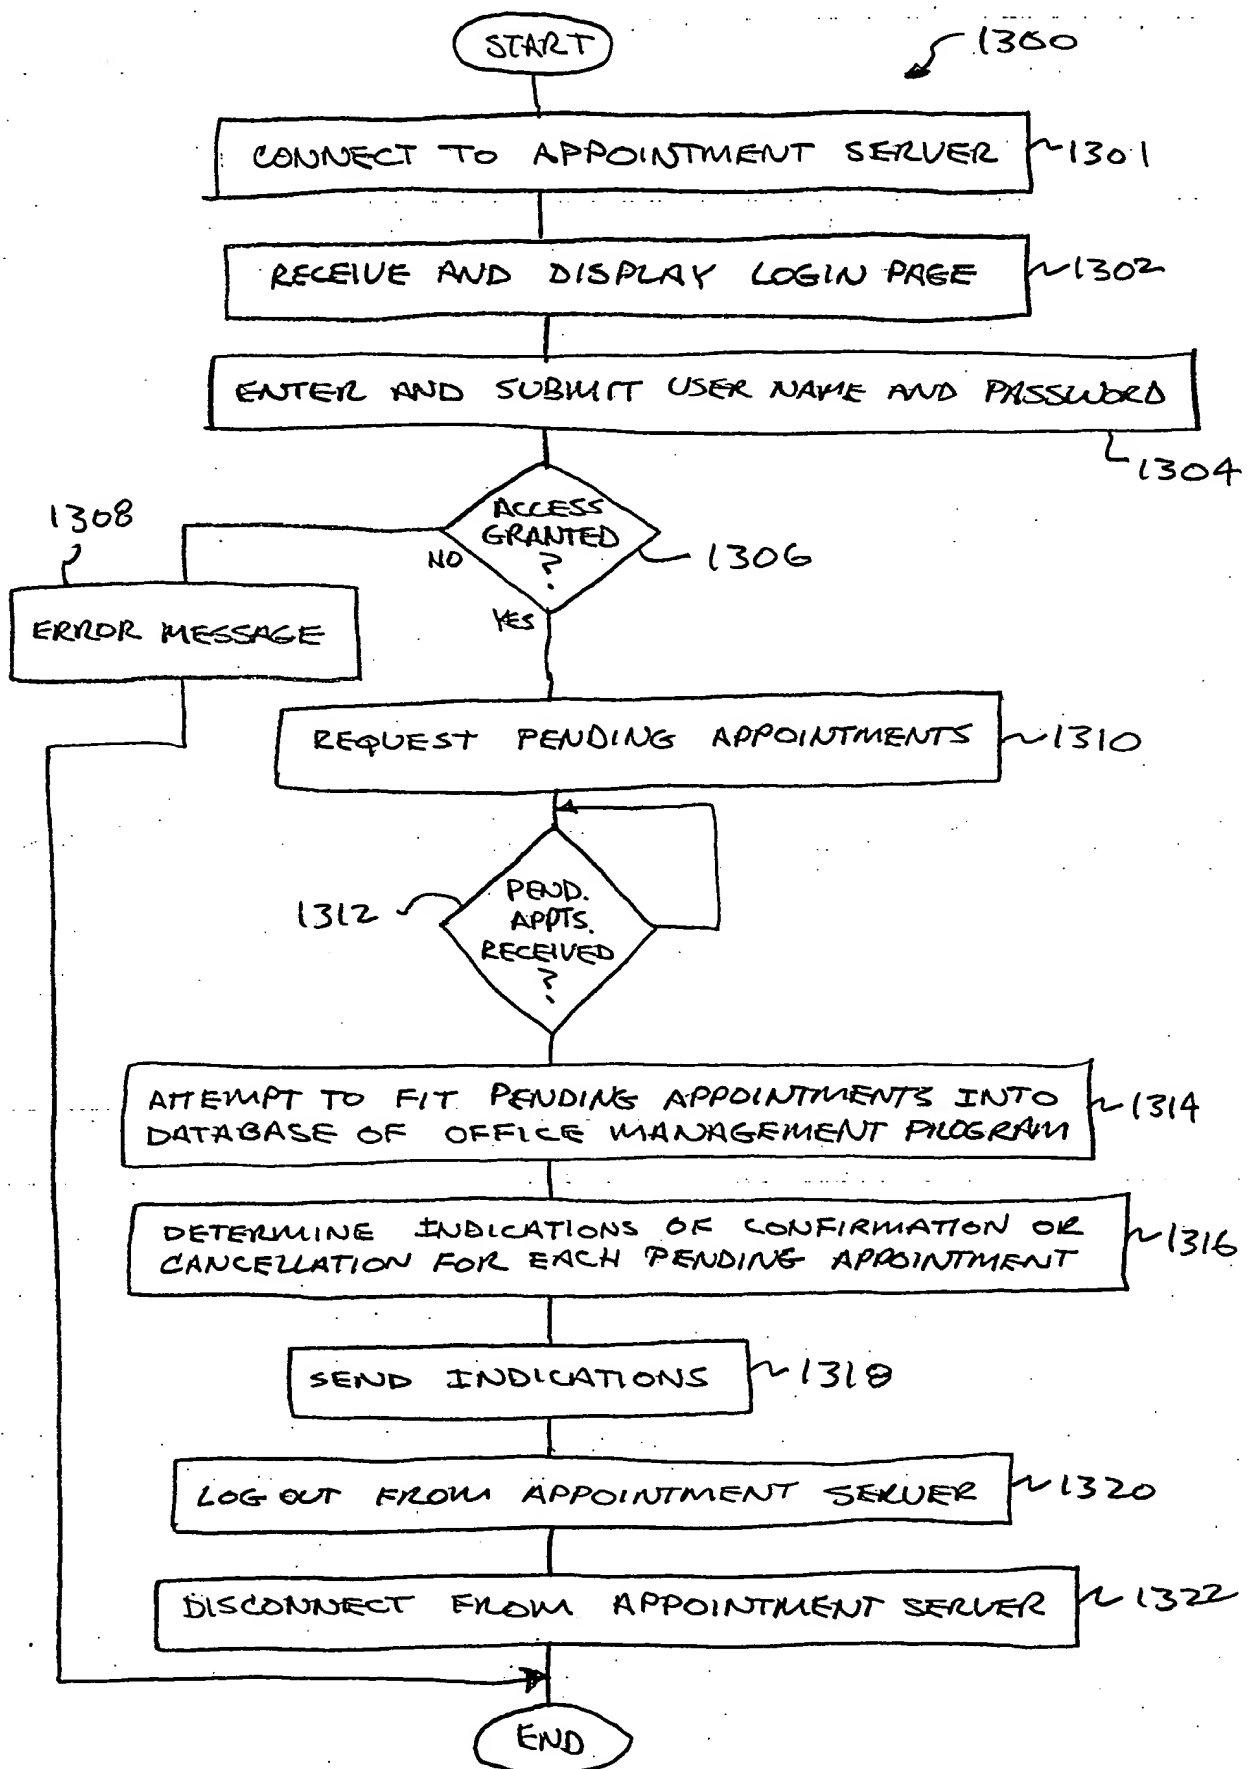 START
1300
CONNECT TO APPOINTMENT SERVER
1301
RECEIVE AND DISPLAY LOGIN PAGE
1302
ENTER AND SUBMIT USER NAME AND PASSWORD
1304
ACCESS
GRANTED
?
1306
NO
YES
1308
ERROR MESSAGE
REQUEST PENDING APPOINTMENTS
1310
PEND.
APPTS.
RECEIVED
?
1312
ATTEMPT TO FIT PENDING APPOINTMENTS INTO
DATABASE OF OFFICE MANAGEMENT PROGRAM
1314
DETERMINE INDICATIONS OF CONFIRMATION OR
CANCELLATION FOR EACH PENDING APPOINTMENT
1316
SEND INDICATIONS
1318
LOG OUT FROM APPOINTMENT SERVER
1320
DISCONNECT FROM APPOINTMENT SERVER
1322
END